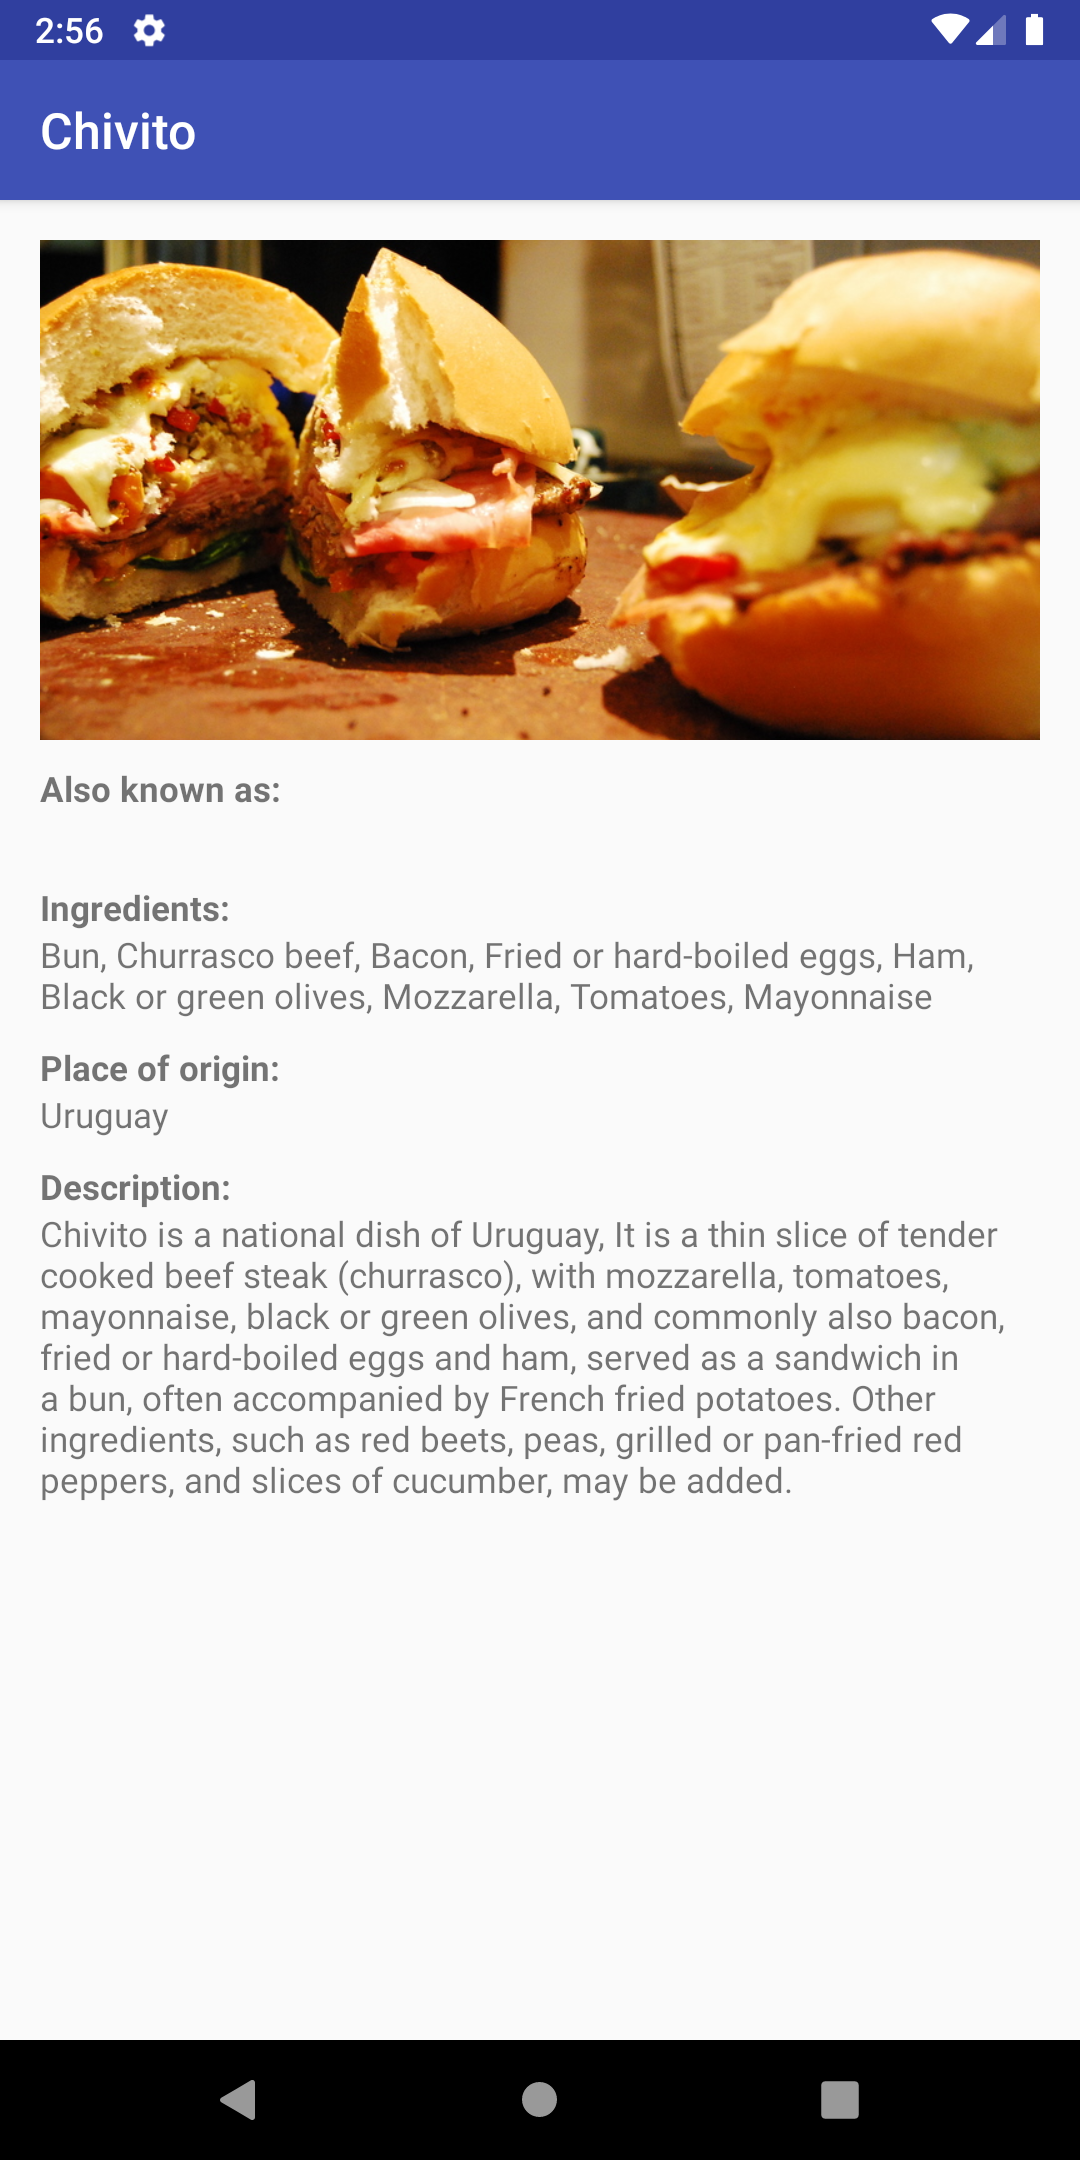 2:56
Chivito
Also known as:
Ingredients:
Bun, Churrasco beef, Bacon, Fried or hard-boiled eggs, Ham,
Black or green olives, Mozzarella, Tomatoes, Mayonnaise
Place of origin:
Uruguay
Description:
Chivito is a national dish of Uruguay, It is a thin slice of tender
cooked beef steak (churrasco), with mozzarella, tomatoes,
mayonnaise, black or green olives, and commonly also bacon,
fried or hard-boiled eggs and ham, served as a sandwich in
a bun, often accompanied by French fried potatoes. Other
ingredients, such as red beets, peas, grilled or pan-fried red
peppers, and slices of cucumber, may be added.